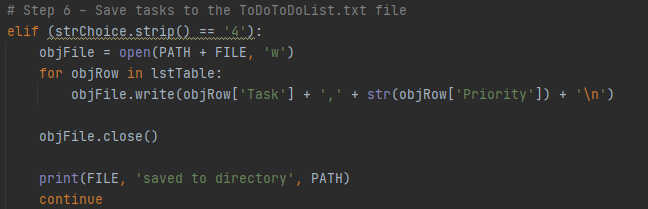 # Step 6 - Save tasks to the ToDoToDoList.txt file
elif (strChoice.strip() == '4'):
    objFile = open(PATH + FILE, 'w')
    for objRow in lstTable:
        objFile.write(objRow['Task'] + ',' + str(objRow['Priority']) + '\n')
    objFile.close()
    print(FILE, 'saved to directory', PATH)
    continue